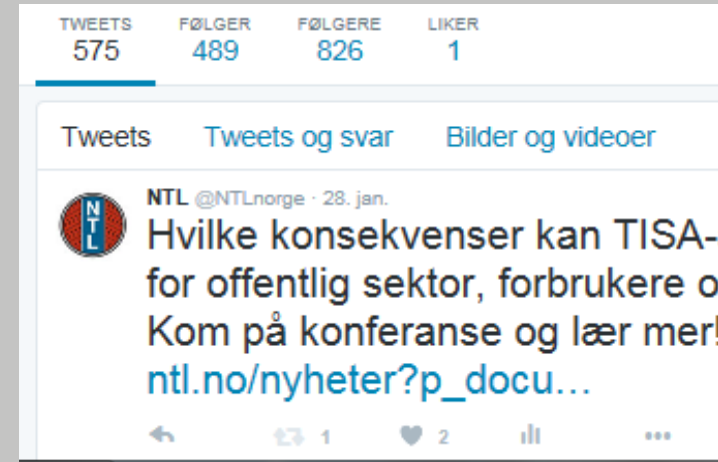 TWEETS FØLGER FØLGERE LIKER
575 489 826 1
Tweets Tweets og svar Bilder og videoer
NTL @NTLnorge · 28. jan.
NTL
Hvilke konsekvenser kan TISA-
for offentlig sektor, forbrukere o
Kom på konferanse og lær mer!
ntl.no/nyheter?p_docu…
1 2